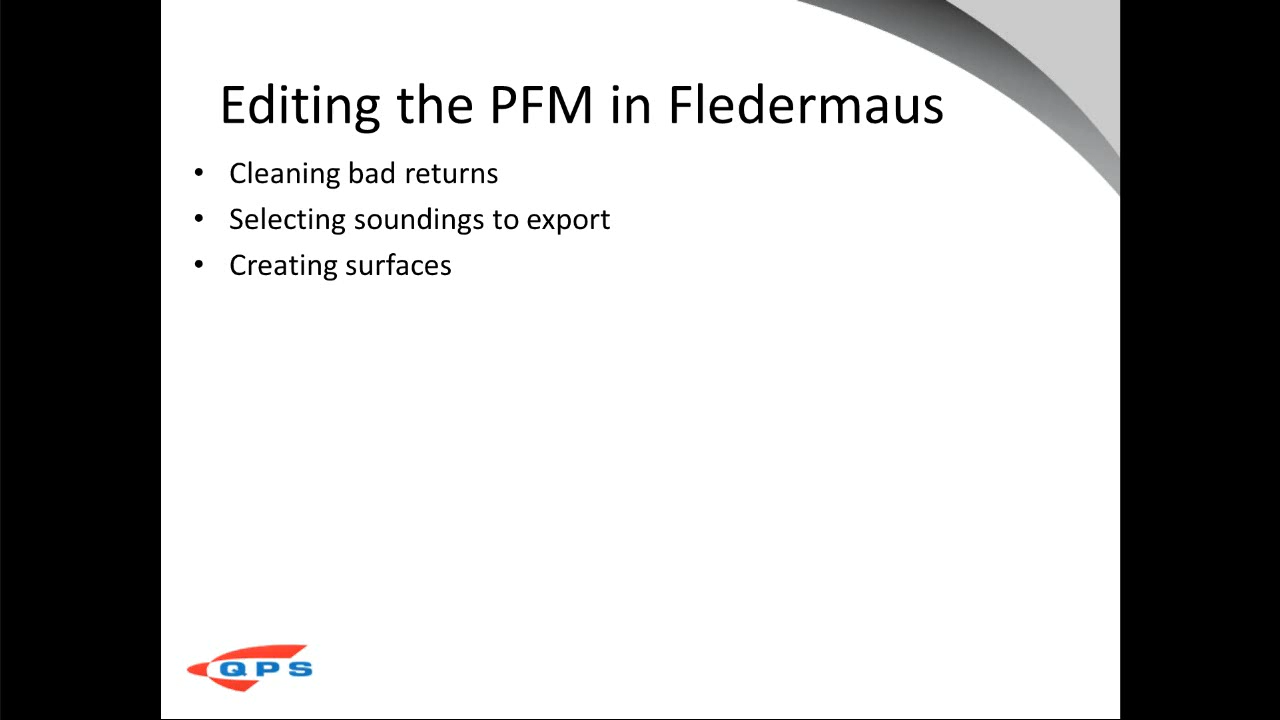 Editing the PFM in Fledermaus
• Cleaning bad returns
• Selecting soundings to export
• Creating surfaces
QPS